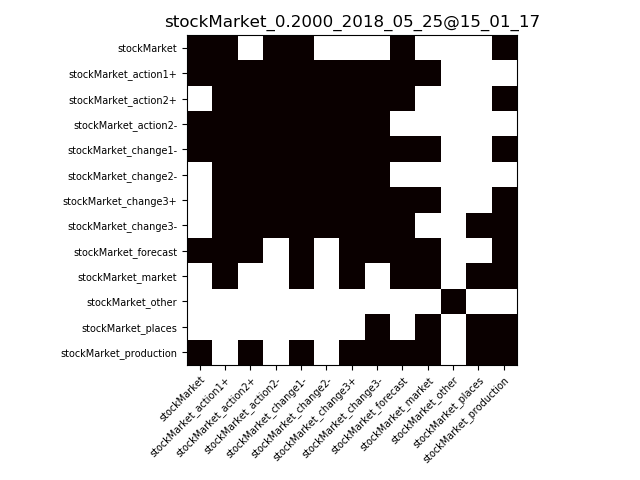 stockMarket_0.2000_2018_05_25@15_01_17
stockMarket
stockMarket_action1+
stockMarket_action2+
stockMarket_action2-
stockMarket_change1-
stockMarket_change2-
stockMarket_change3+
stockMarket_change3-
stockMarket_forecast
stockMarket_market
stockMarket_other
stockMarket_places
stockMarket_production
stockMarket
stockMarket_action1+
stockMarket_action2+
stockMarket_action2-
stockMarket_change1-
stockMarket_change2-
stockMarket_change3+
stockMarket_change3-
stockMarket_forecast
stockMarket_market
stockMarket_other
stockMarket_places
stockMarket_production